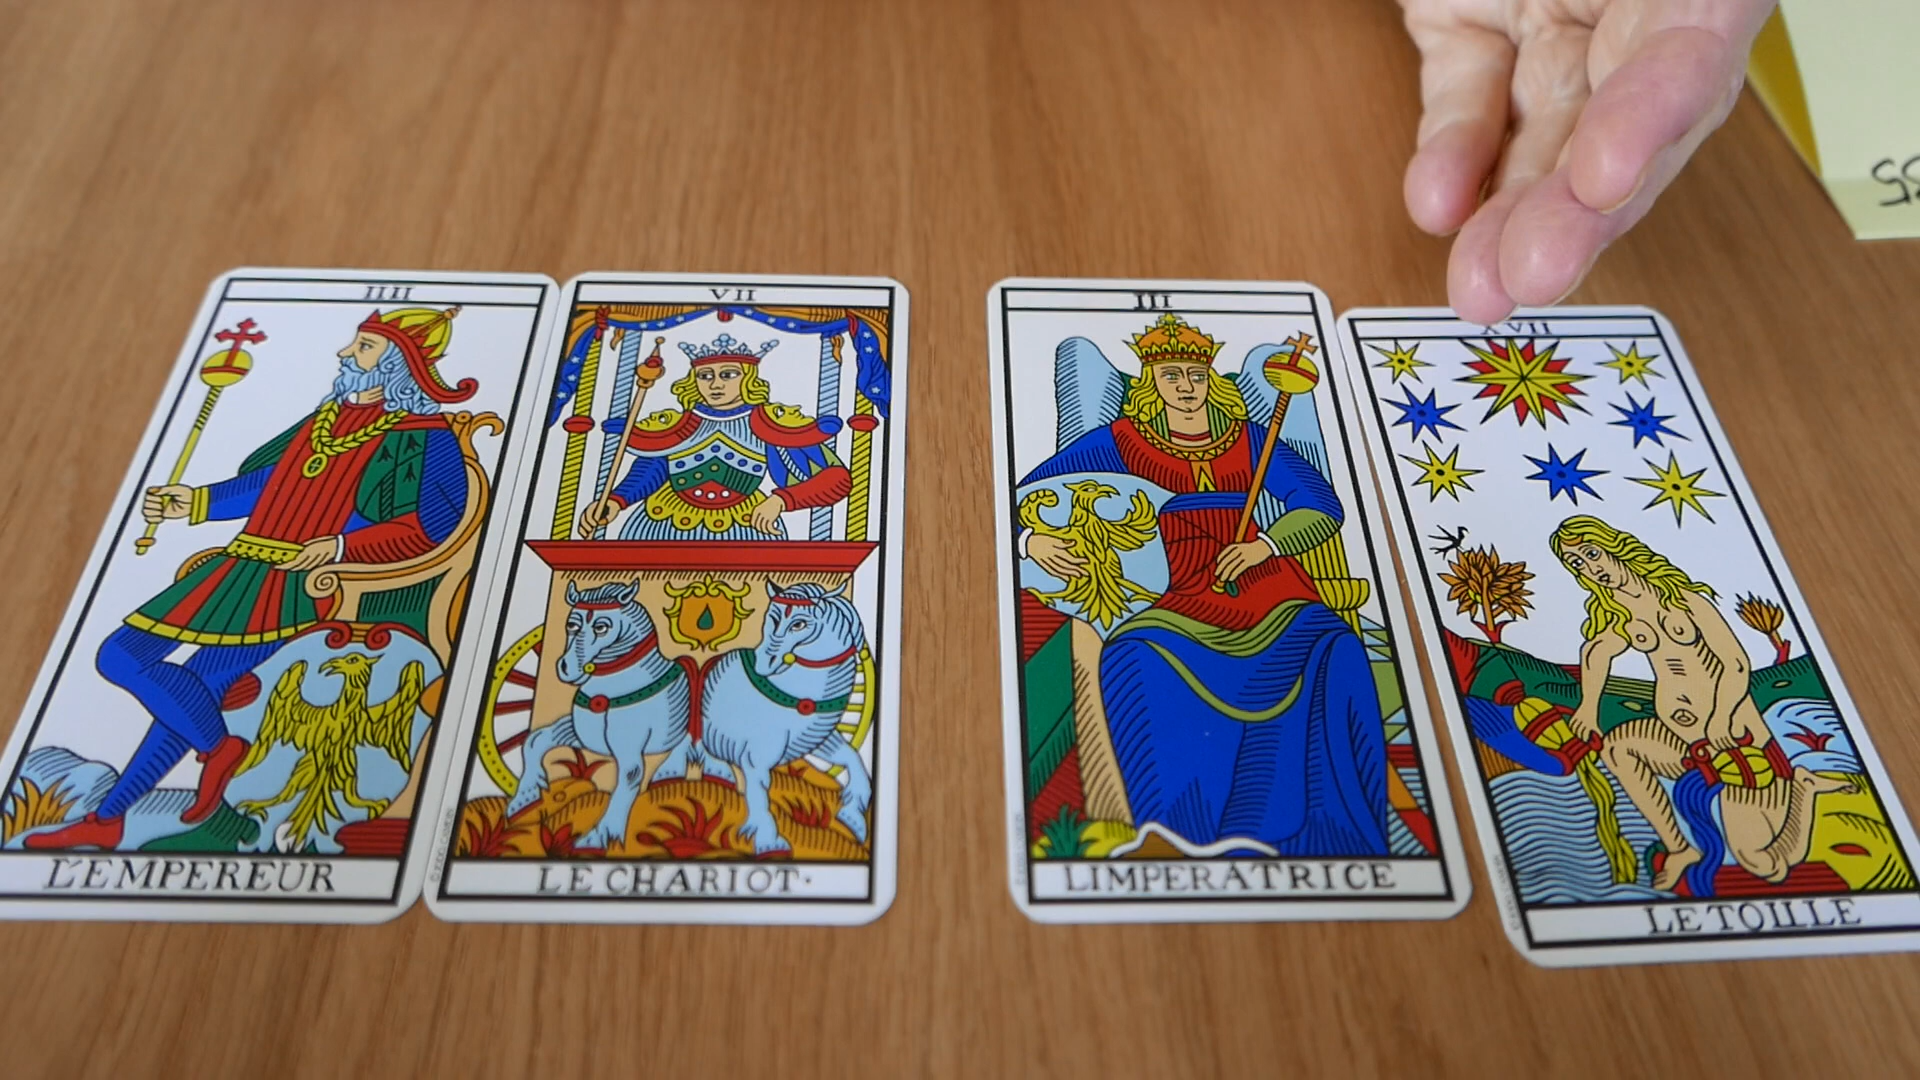 IIII
VII
III
XVII
L'EMPEREUR
LE CHARIOT·
LIMPERATRICE
LETOILLE